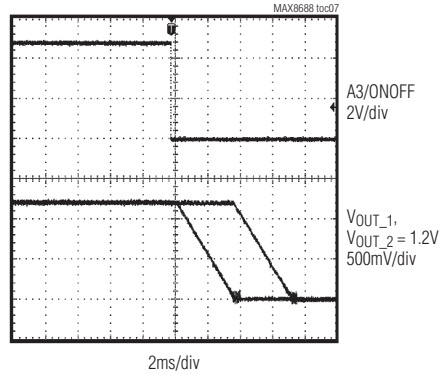 MAX8688 toc07
T
A3/ONOFF
2V/div
VOUT_1,
VOUT_2 = 1.2V
500mV/div
2ms/div